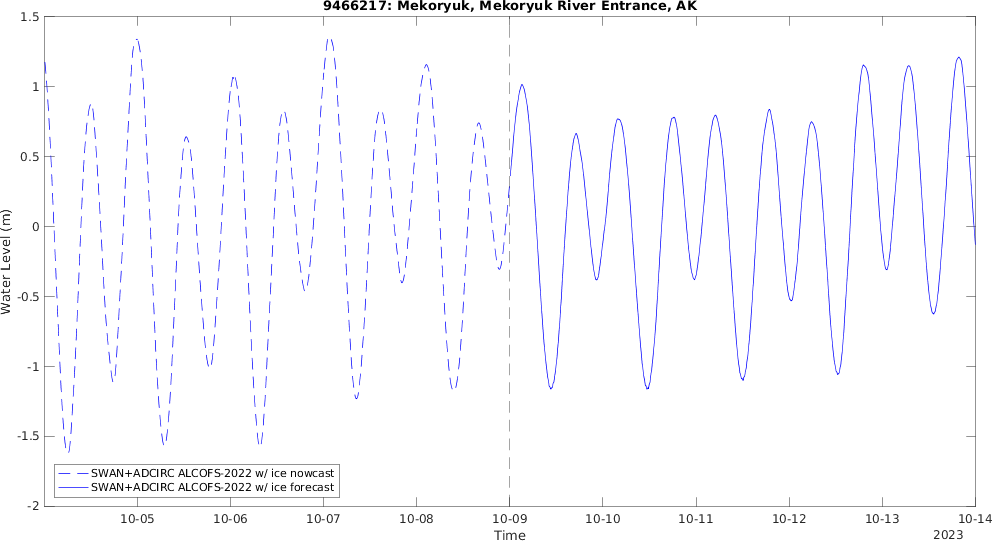 9466217: Mekoryuk, Mekoryuk River Entrance, AK
1.5
1
0.5
0
-0.5
-1
-1.5
-2
Water Level (m)
SWAN+ADCIRC ALCOFS-2022 w/ ice nowcast
SWAN+ADCIRC ALCOFS-2022 w/ ice forecast
10-05 10-06 10-07 10-08 10-09 10-10 10-11 10-12 10-13 10-14
Time
2023